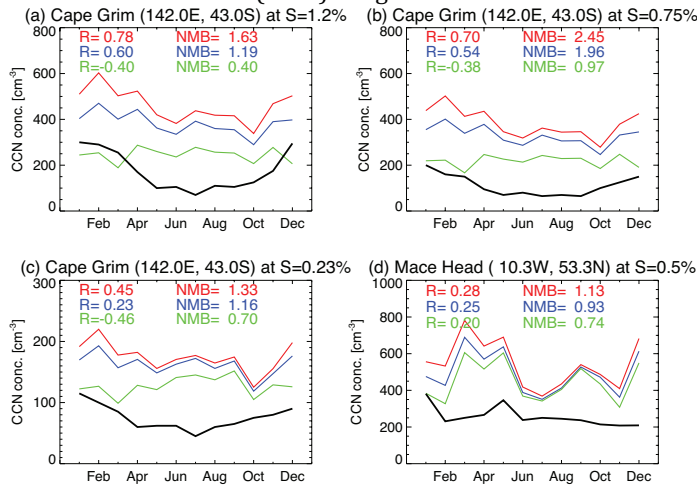 (a) Cape Grim (142.0E, 43.0S) at S=1.2%
R= 0.78 NMB= 1.63
R= 0.60 NMB= 1.19
R=-0.40 NMB= 0.40
CCN conc. [cm-3]
800
600
400
200
0
Feb Apr Jun Aug Oct Dec
(b) Cape Grim (142.0E, 43.0S) at S=0.75%
R= 0.70 NMB= 2.45
R= 0.54 NMB= 1.96
R=-0.38 NMB= 0.97
CCN conc. [cm-3]
800
600
400
200
0
Feb Apr Jun Aug Oct Dec
(c) Cape Grim (142.0E, 43.0S) at S=0.23%
R= 0.45 NMB= 1.33
R= 0.23 NMB= 1.16
R=-0.46 NMB= 0.70
CCN conc. [cm-3]
300
200
100
0
Feb Apr Jun Aug Oct Dec
(d) Mace Head ( 10.3W, 53.3N) at S=0.5%
R= 0.28 NMB= 1.13
R= 0.25 NMB= 0.93
R= 0.20 NMB= 0.74
CCN conc. [cm-3]
1000
800
600
400
200
0
Feb Apr Jun Aug Oct Dec